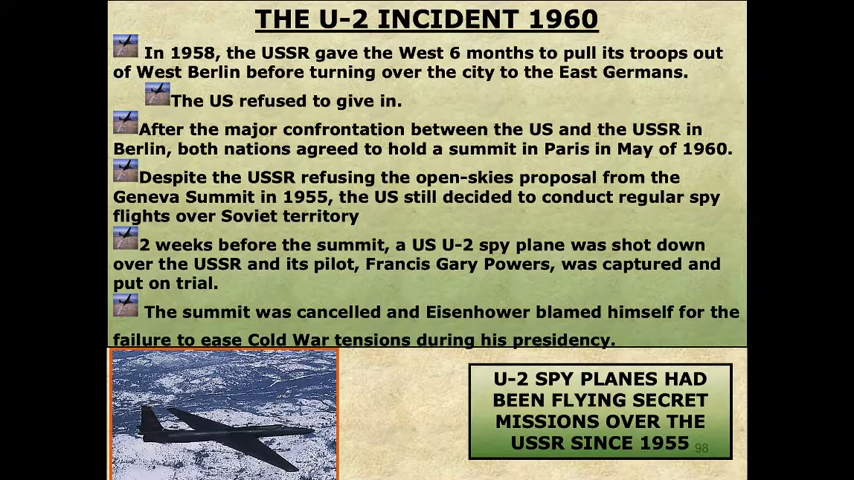 THE U-2 INCIDENT 1960
In 1958, the USSR gave the West 6 months to pull its troops out
of West Berlin before turning over the city to the East Germans.
The US refused to give in.
After the major confrontation between the US and the USSR in
Berlin, both nations agreed to hold a summit in Paris in May of 1960.
Despite the USSR refusing the open-skies proposal from the
Geneva Summit in 1955, the US still decided to conduct regular spy
flights over Soviet territory
2 weeks before the summit, a US U-2 spy plane was shot down
over the USSR and its pilot, Francis Gary Powers, was captured and
put on trial.
The summit was cancelled and Eisenhower blamed himself for the
failure to ease Cold War tensions during his presidency.
U-2 SPY PLANES HAD
BEEN FLYING SECRET
MISSIONS OVER THE
USSR SINCE 1955
98